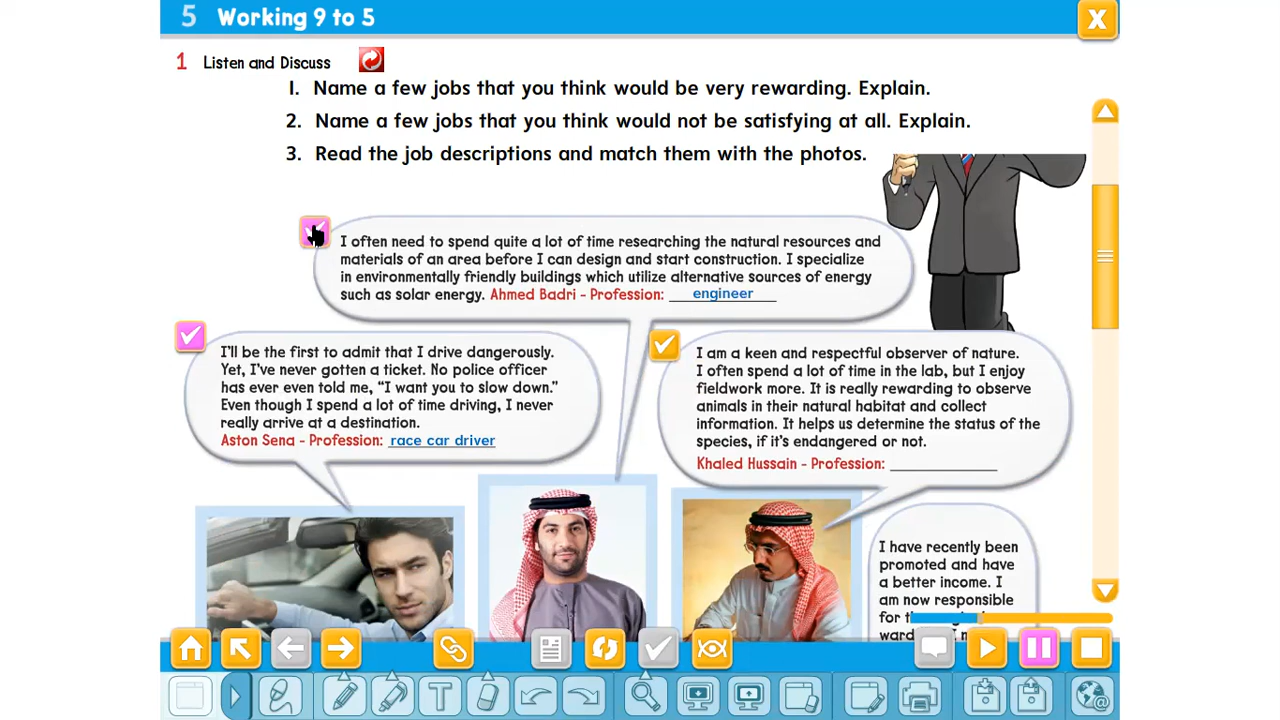 5 Working 9 to 5
X
1 Listen and Discuss
1. Name a few jobs that you think would be very rewarding. Explain.
2. Name a few jobs that you think would not be satisfying at all. Explain.
3. Read the job descriptions and match them with the photos.
I often need to spend quite a lot of time researching the natural resources and
materials of an area before I can design and start construction. I specialize
in environmentally friendly buildings which utilize alternative sources of energy
such as solar energy. Ahmed Badri - Profession: engineer
I'll be the first to admit that I drive dangerously.
Yet, I've never gotten a ticket. No police officer
has ever even told me, "I want you to slow down."
Even though I spend a lot of time driving, I never
really arrive at a destination.
Aston Sena - Profession: race car driver
I am a keen and respectful observer of nature.
I often spend a lot of time in the lab, but I enjoy
fieldwork more. It is really rewarding to observe
animals in their natural habitat and collect
information. It helps us determine the status of the
species, if it's endangered or not.
Khaled Hussain - Profession: ____________
I have recently been
promoted and have
a better income. I
am now responsible
for
T
@